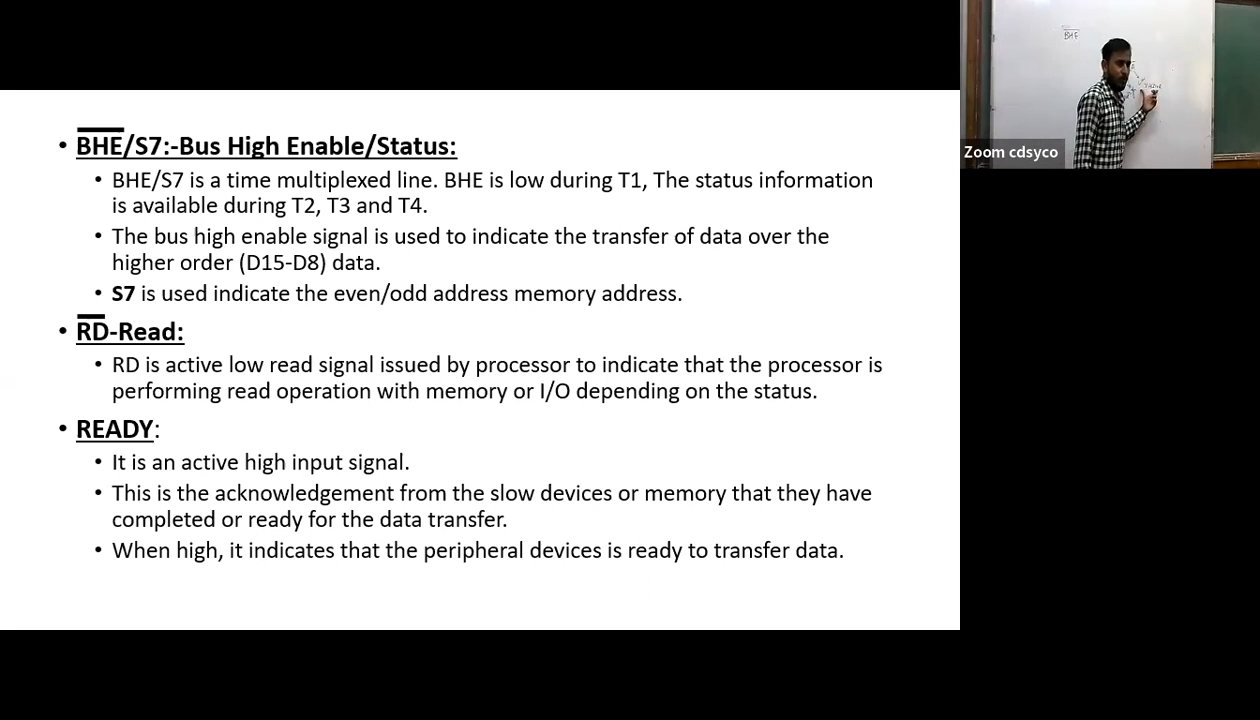 • BHE/S7:-Bus High Enable/Status:
• BHE/S7 is a time multiplexed line. BHE is low during T1, The status information
is available during T2, T3 and T4.
• The bus high enable signal is used to indicate the transfer of data over the
higher order (D15-D8) data.
• S7 is used indicate the even/odd address memory address.
• RD-Read:
• RD is active low read signal issued by processor to indicate that the processor is
performing read operation with memory or I/O depending on the status.
• READY:
• It is an active high input signal.
• This is the acknowledgement from the slow devices or memory that they have
completed or ready for the data transfer.
• When high, it indicates that the peripheral devices is ready to transfer data.
BHE
Zoom cdsyco